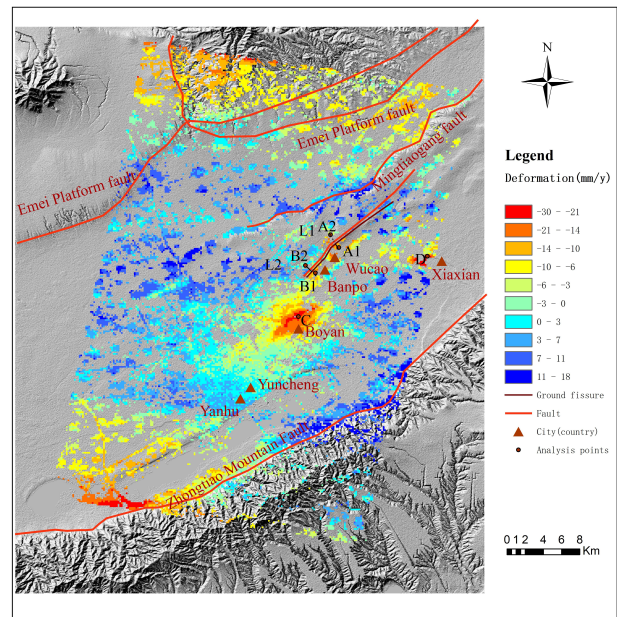 N
Emei Platform fault
Mingtiaogang fault
Emei Platform fault
L1
A2
A1
L2
B2
Wucao
D
Xiaxian
B1
Banpo
C
Boyan
Yuncheng
Yanhu
Zhongtiao Mountain Fault
Legend
Deformation(mm/y)
-30 - -21
-21 - -14
-14 - -10
-10 - -6
-6 - -3
-3 - 0
0 - 3
3 - 7
7 - 11
11 - 18
Ground fissure
Fault
City(country)
Analysis points
0 1 2 4 6 8
Km